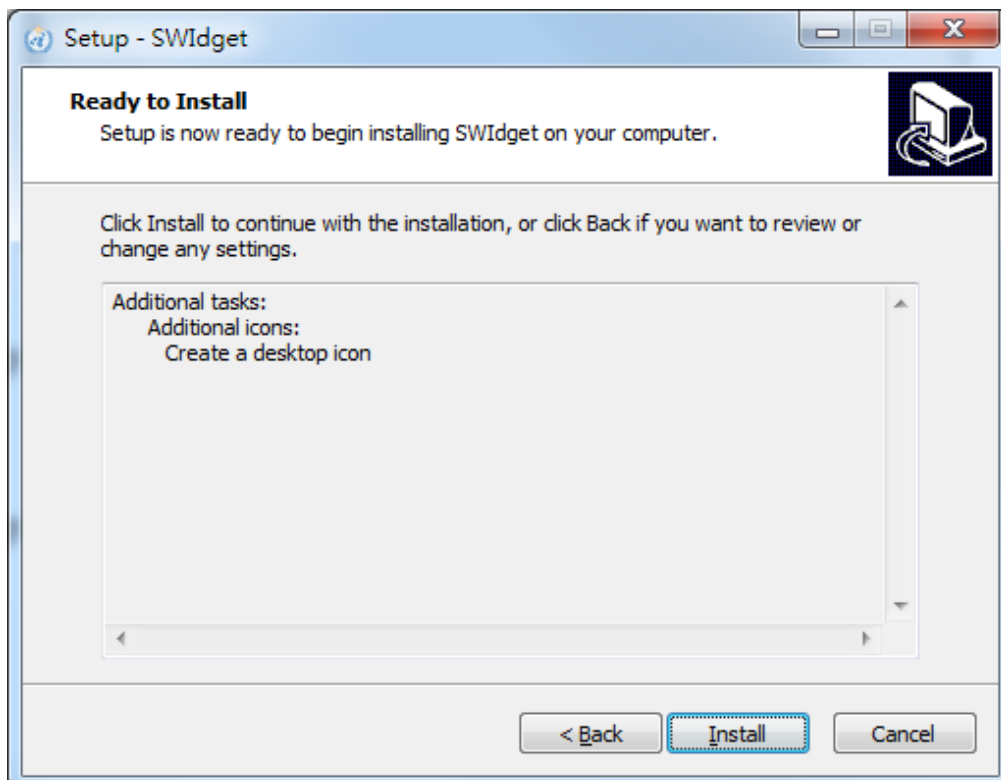 Setup - SWIdget
Ready to Install
Setup is now ready to begin installing SWIdget on your computer.
Click Install to continue with the installation, or click Back if you want to review or
change any settings.
Additional tasks:
Additional icons:
Create a desktop icon
< Back
Install
Cancel